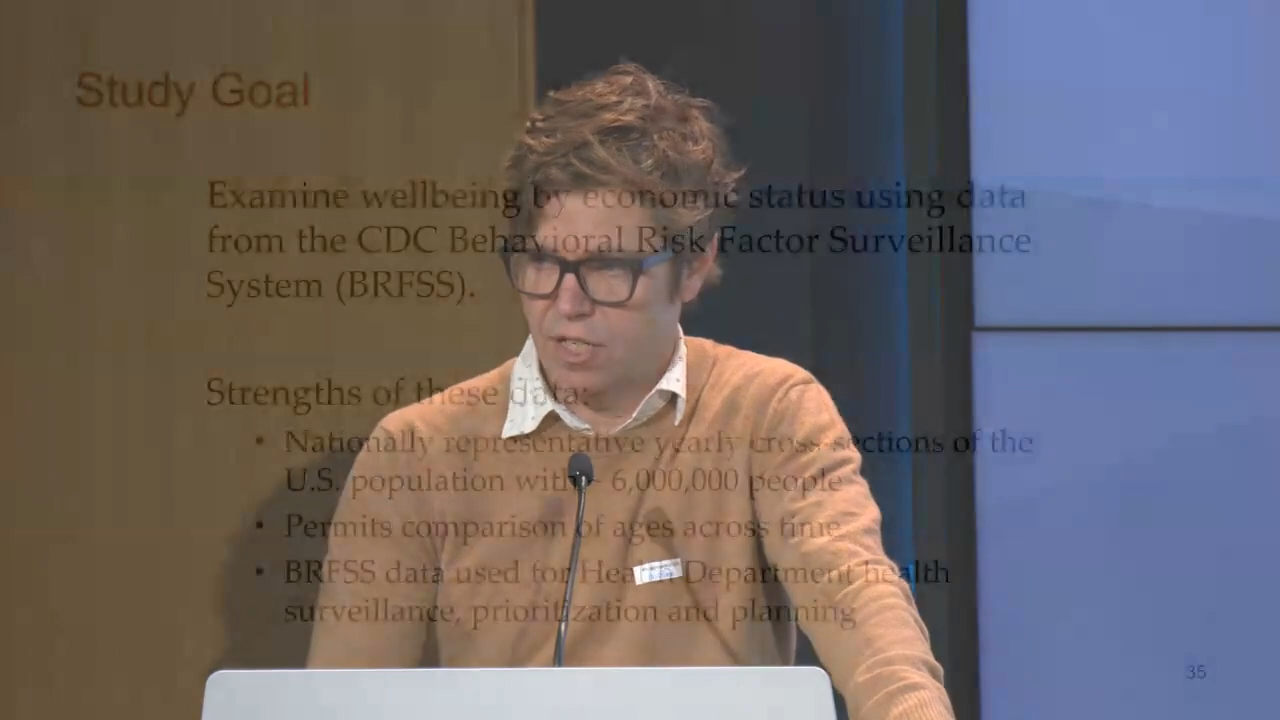 Study Goal
Examine wellbeing by economic status using data
from the CDC Behavioral Risk Factor Surveillance
System (BRFSS).
Strengths of these data:
• Nationally representative yearly cross-sections of the
U.S. population with ~ 6,000,000 people
• Permits comparison of ages across time
• BRFSS data used for Health Department health
surveillance, prioritization and planning
35